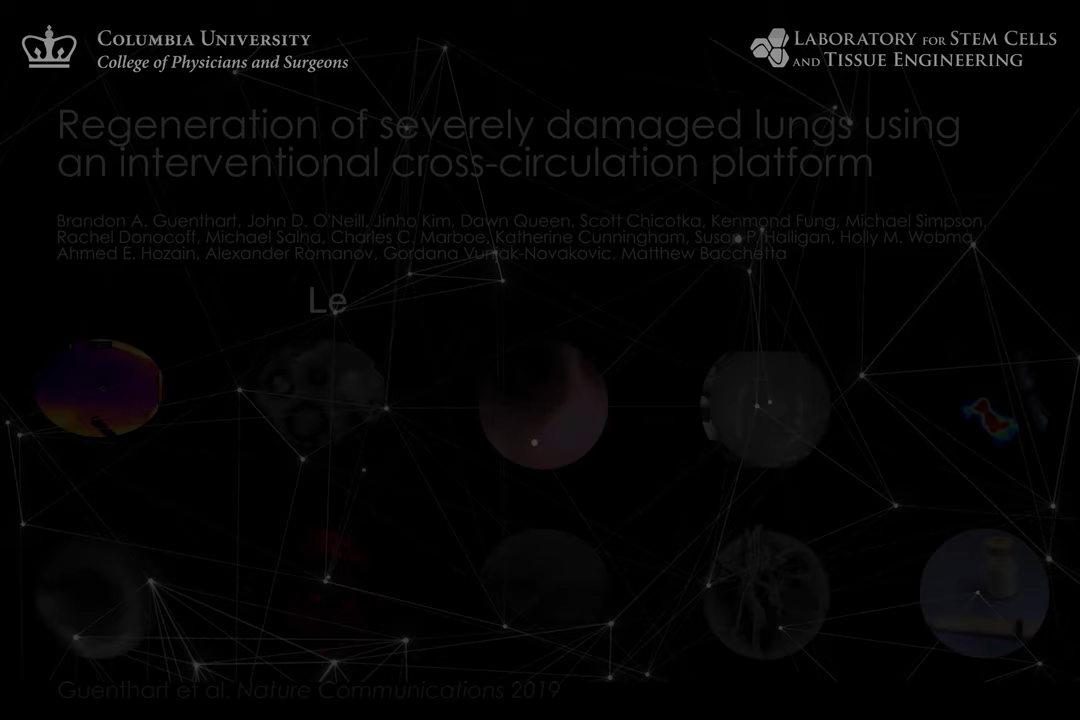 COLUMBIA UNIVERSITY
College of Physicians and Surgeons
LABORATORY FOR STEM CELLS
AND TISSUE ENGINEERING
Regeneration of severely damaged lungs using
an interventional cross-circulation platform
Brandon A. Guenthart, John D. O'Neill, Jinho Kim, Dawn Queen, Scott Chicotka, Kenmond Fung, Michael Simpson,
Rachel Donocoff, Michael Salna, Charles C. Marboe, Katherine Cunningham, Susan P. Halligan, Holly M. Wobma,
Ahmed E. Hozain, Alexander Romanov, Gordana Vunjak-Novakovic, Matthew Bacchetta
Le
Guenthart et al. Nature Communications 2019